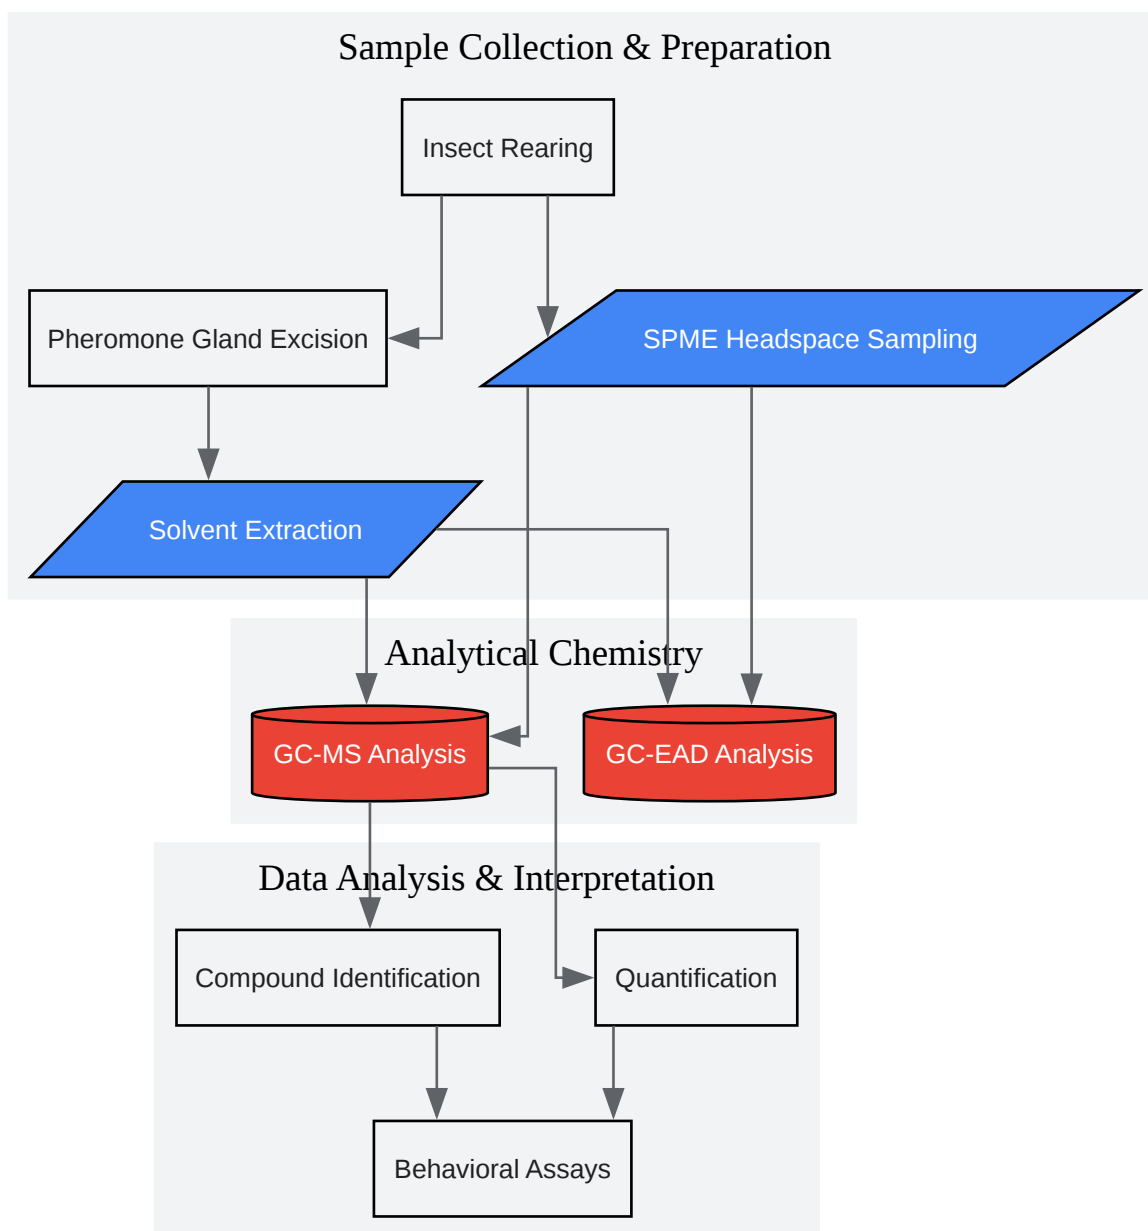 Sample Collection & Preparation
Insect Rearing
Pheromone Gland Excision
SPME Headspace Sampling
Solvent Extraction
Analytical Chemistry
GC-MS Analysis
GC-EAD Analysis
Data Analysis & Interpretation
Compound Identification
Quantification
Behavioral Assays